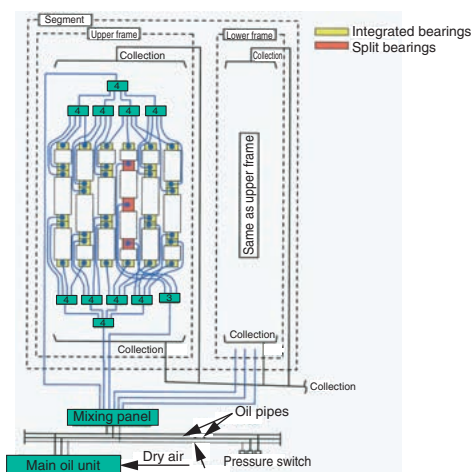 Segment
Upper frame
Lower frame
Integrated bearings
Split bearings
Collection
Collection
4
4
4
4
4
Same as upper frame
4
4
4
4
3
4
Collection
Collection
Collection
Mixing panel
Oil pipes
Main oil unit
Dry air
Pressure switch